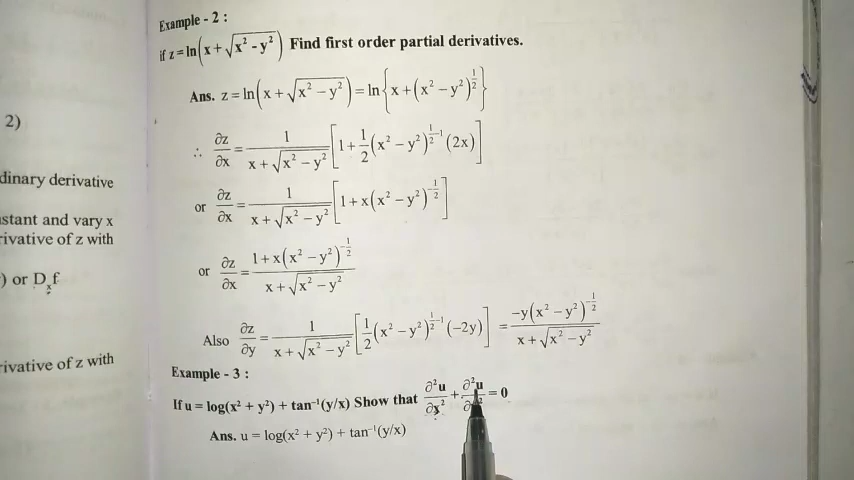 Example - 2 :
if z = ln(x + √(x² - y²)) Find first order partial derivatives.
Ans. z = ln(x + √(x² – y²)) = ln{x + (x² – y²)^(1/2)}
∴ ∂z/∂x = 1/(x + √(x² – y²)) [1 + 1/2 (x² – y²)^(1/2 –1) (2x)]
or ∂z/∂x = 1/(x + √(x² – y²)) [1 + x(x² – y²)^(–1/2)]
or ∂z/∂x = (1 + x(x² – y²)^(–1/2))/(x + √(x² – y²))
Also ∂z/∂y = 1/(x + √(x² – y²)) [1/2 (x² – y²)^(1/2 –1) (–2y)] = (–y(x² – y²)^(–1/2))/(x + √(x² – y²))
Example - 3 :
If u = log(x² + y²) + tan⁻¹(y/x) Show that ∂²u/∂x² + ∂²u/∂ ² = 0
Ans. u = log(x² + y²) + tan⁻¹(y/x)
2)
dinary derivative
stant and vary x
rivative of z with
) or Dₓf
rivative of z with